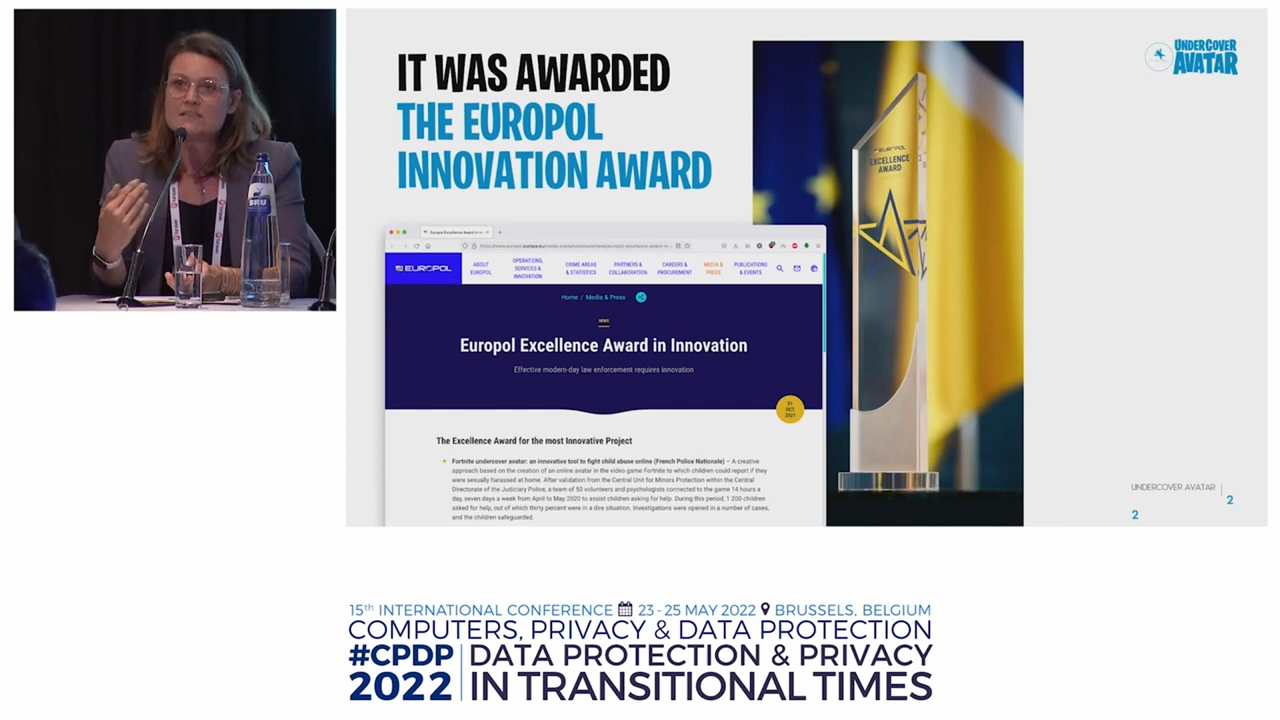 IT WAS AWARDED
THE EUROPOL
INNOVATION AWARD
UNDERCOVER
AVATAR
EUROPOL
EXCELLENCE
AWARD
BRU
Europol Excellence Award in
EUROPOL
ABOUT
EUROPOL
OPERATIONS,
SERVICES &
INNOVATION
CRIME AREAS
& STATISTICS
PARTNERS &
COLLABORATION
CAREERS &
PROCUREMENT
MEDIA &
PRESS
PUBLICATIONS
& EVENTS
Home / Media & Press
NEWS
Europol Excellence Award in Innovation
Effective modern-day law enforcement requires innovation
OCT
2021
The Excellence Award for the most Innovative Project
Fortnite undercover avatar: an innovative tool to fight child abuse online (French Police Nationale) – A creative
approach based on the creation of an online avatar in the video game Fortnite to which children could report if they
were sexually harassed at home. After validation from the Central Unit for Minors Protection within the Central
Directorate of the Judiciary Police, a team of 50 volunteers and psychologists connected to the game 14 hours a
day, seven days a week from April to May 2020 to assist children asking for help. During this period, 1 200 children
asked for help, out of which thirty percent were in a dire situation. Investigations were opened in a number of cases,
and the children safeguarded.
UNDERCOVER AVATAR | 2
2
15th INTERNATIONAL CONFERENCE 23 - 25 MAY 2022 BRUSSELS, BELGIUM
COMPUTERS, PRIVACY & DATA PROTECTION
#CPDP DATA PROTECTION & PRIVACY
2022 IN TRANSITIONAL TIMES